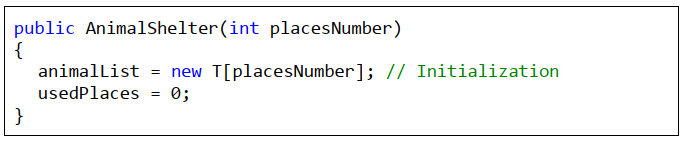 public AnimalShelter(int placesNumber)
{
animalList = new T[placesNumber]; // Initialization
usedPlaces = 0;
}